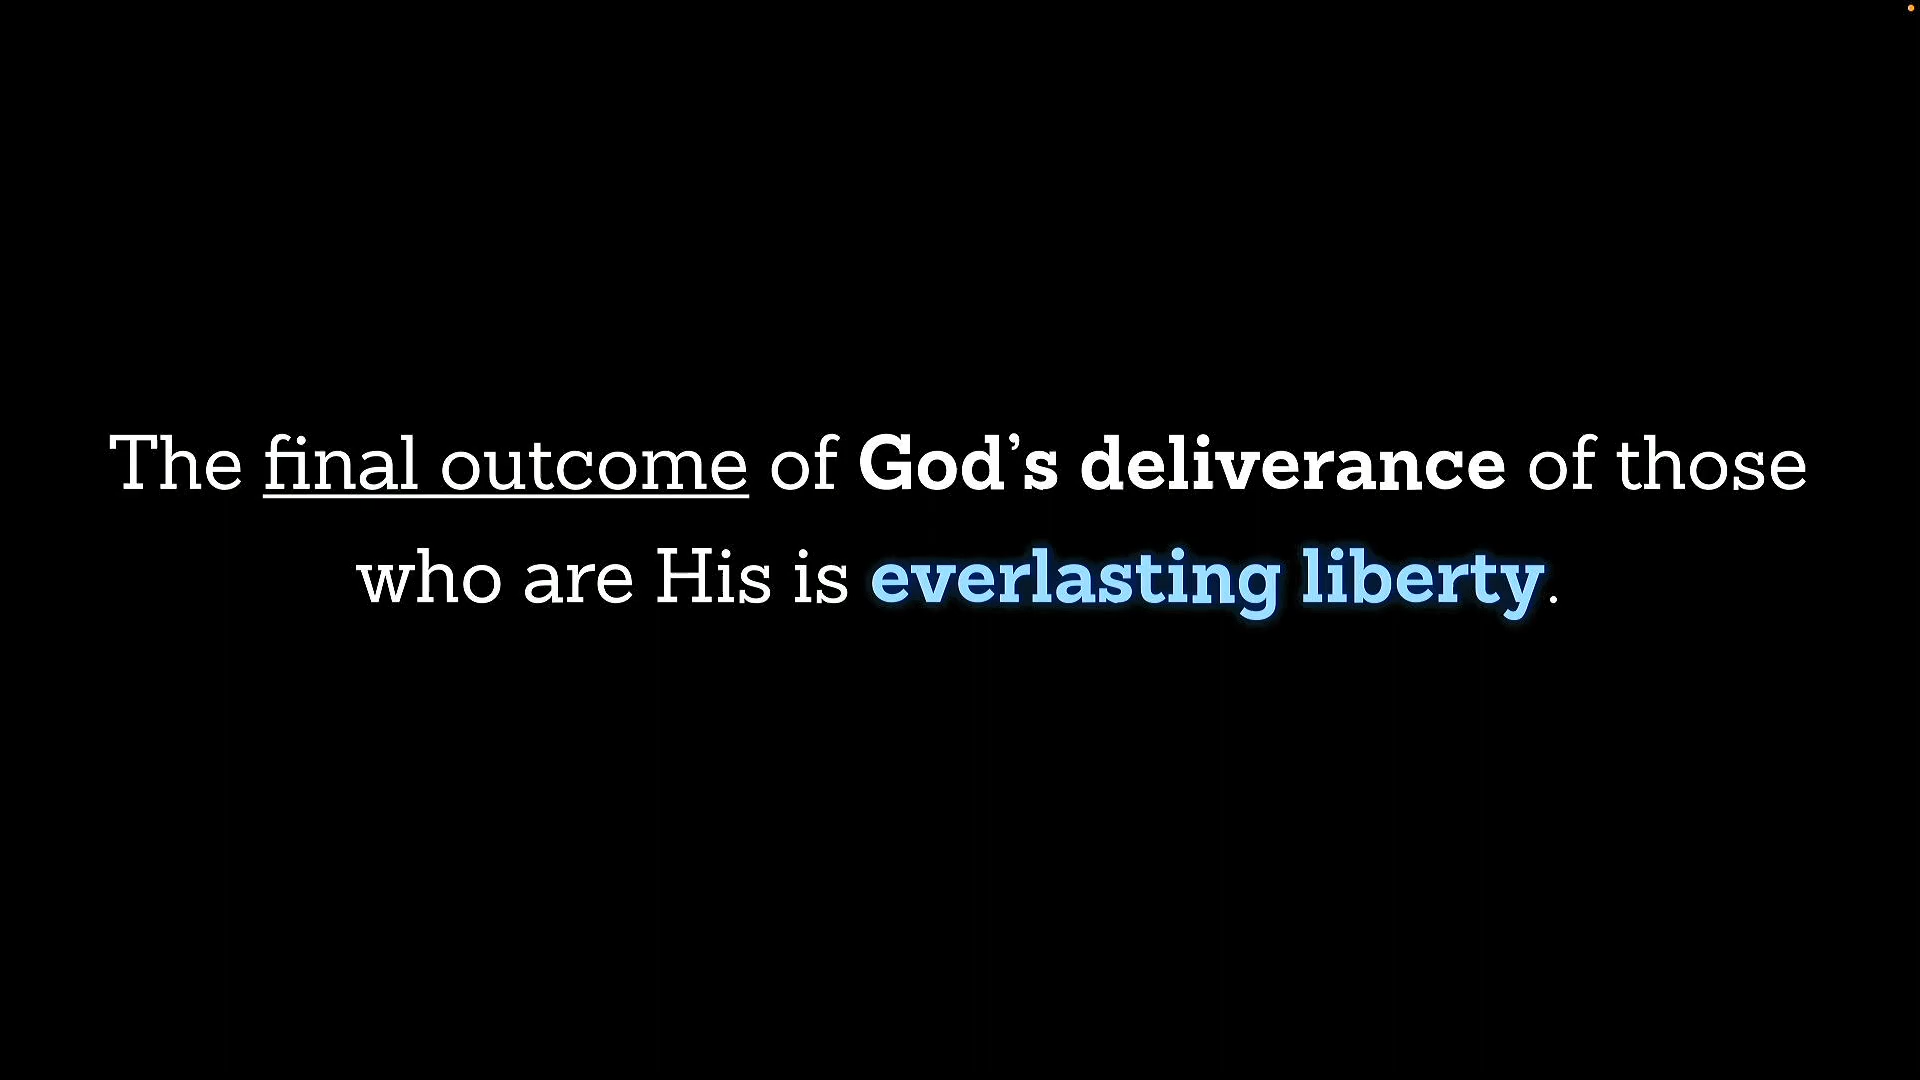 The final outcome of God’s deliverance of those
who are His is everlasting liberty.